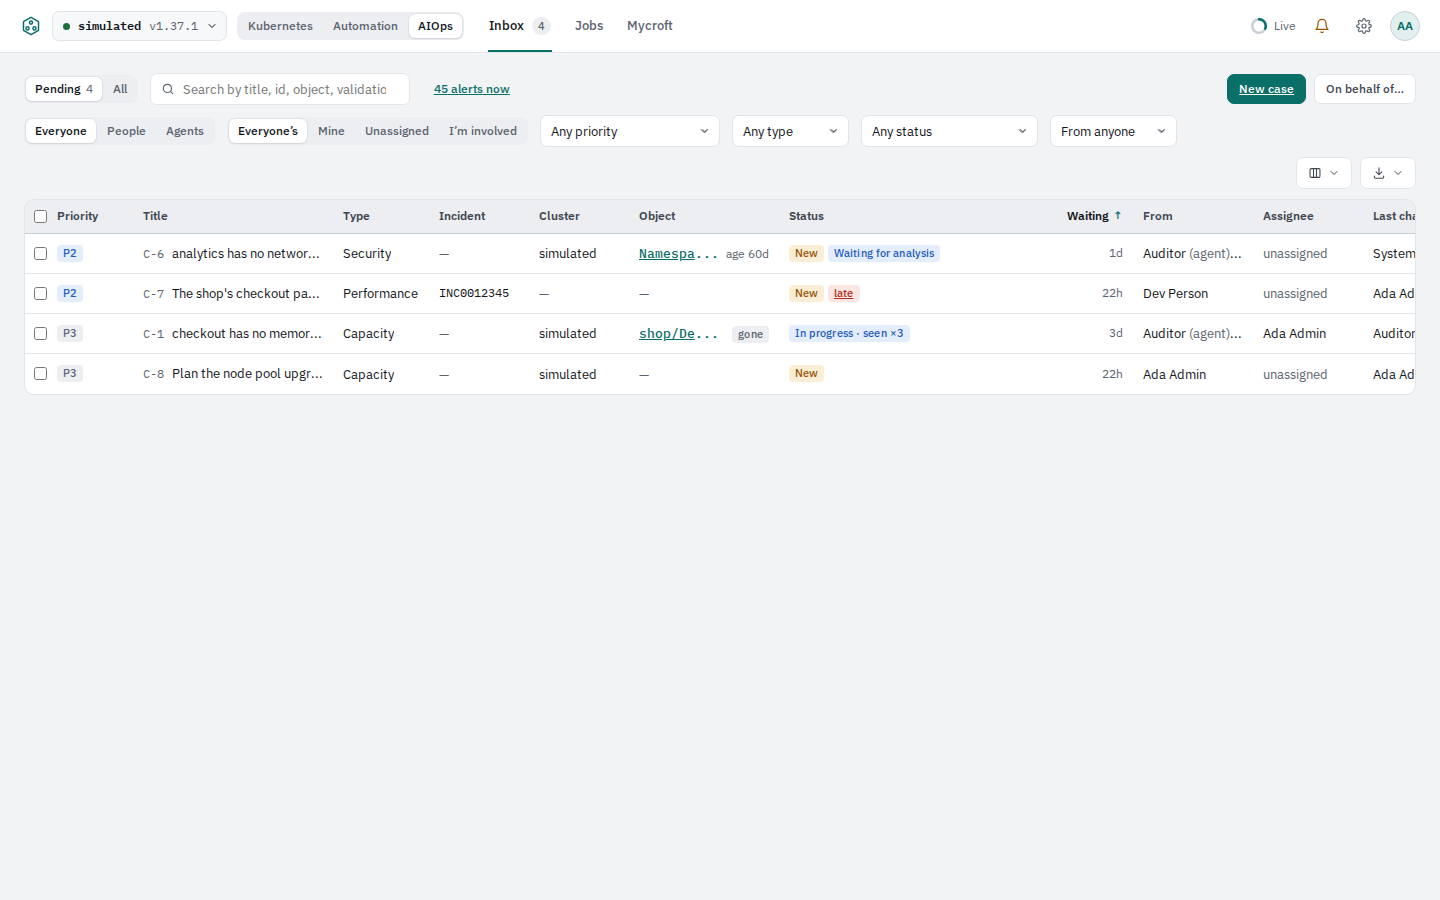 simulated v1.37.1 Kubernetes Automation AIOps Inbox 4 Jobs Mycroft Live AA
Pending 4 All Search by title, id, object, validatio 45 alerts now New case On behalf of...
Everyone People Agents Everyone's Mine Unassigned I'm involved Any priority Any type Any status From anyone
Priority Title Type Incident Cluster Object Status Waiting ↑ From Assignee Last cha
P2 C-6 analytics has no networ... Security — simulated Namespa... age 60d New Waiting for analysis 1d Auditor (agent)... unassigned System
P2 C-7 The shop's checkout pa... Performance INC0012345 — — New late 22h Dev Person unassigned Ada Ad
P3 C-1 checkout has no memor... Capacity — simulated shop/De... gone In progress · seen ×3 3d Auditor (agent)... Ada Admin Auditor
P3 C-8 Plan the node pool upgr... Capacity — simulated — New 22h Ada Admin unassigned Ada Ad